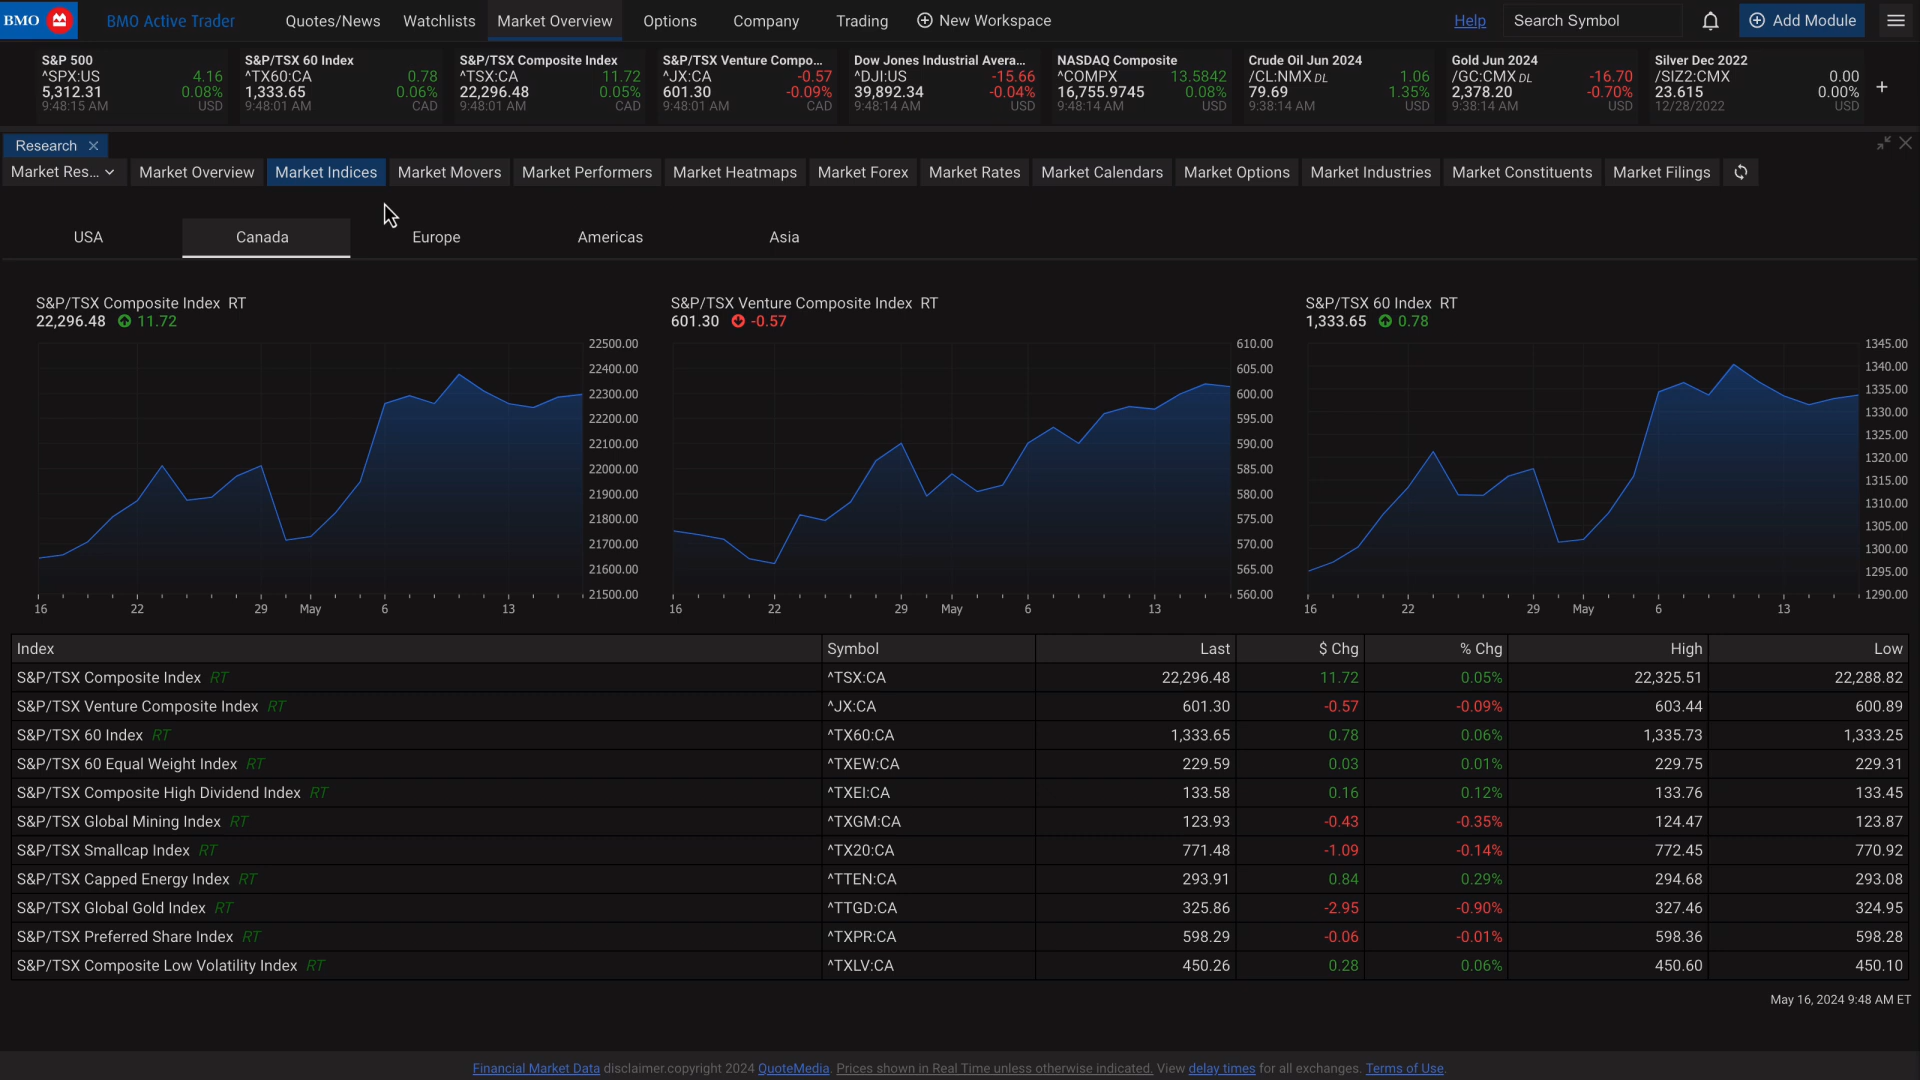 BMO BMO Active Trader Quotes/News Watchlists Market Overview Options Company Trading New Workspace Help Search Symbol Add Module
S&P 500 S&P/TSX 60 Index S&P/TSX Composite Index S&P/TSX Venture Compo... Dow Jones Industrial Avera... NASDAQ Composite Crude Oil Jun 2024 Gold Jun 2024 Silver Dec 2022
^SPX:US 4.16 ^TX60:CA 0.78 ^TSX:CA 11.72 ^JX:CA -0.57 ^DJI:US -15.66 ^COMPX 13.5842 /CL:NMX DL 1.06 /GC:CMX DL -16.70 /SIZ2:CMX 0.00
5,312.31 0.08% 1,333.65 0.06% 22,296.48 0.05% 601.30 -0.09% 39,892.34 -0.04% 16,755.9745 0.08% 79.69 1.35% 2,378.20 -0.70% 23.615 0.00%
9:48:15 AM USD 9:48:01 AM CAD 9:48:01 AM CAD 9:48:01 AM CAD 9:48:14 AM USD 9:48:14 AM USD 9:38:14 AM USD 9:38:14 AM USD 12/28/2022 USD
Research
Market Res... Market Overview Market Indices Market Movers Market Performers Market Heatmaps Market Forex Market Rates Market Calendars Market Options Market Industries Market Constituents Market Filings
USA Canada Europe Americas Asia
S&P/TSX Composite Index RT
22,296.48 11.72
22500.00
22400.00
22300.00
22200.00
22100.00
22000.00
21900.00
21800.00
21700.00
21600.00
21500.00
16 22 29 May 6 13
S&P/TSX Venture Composite Index RT
601.30 -0.57
610.00
605.00
600.00
595.00
590.00
585.00
580.00
575.00
570.00
565.00
560.00
16 22 29 May 6 13
S&P/TSX 60 Index RT
1,333.65 0.78
1345.00
1340.00
1335.00
1330.00
1325.00
1320.00
1315.00
1310.00
1305.00
1300.00
1295.00
1290.00
16 22 29 May 6 13
Index Symbol Last $ Chg % Chg High Low
S&P/TSX Composite Index RT ^TSX:CA 22,296.48 11.72 0.05% 22,325.51 22,288.82
S&P/TSX Venture Composite Index RT ^JX:CA 601.30 -0.57 -0.09% 603.44 600.89
S&P/TSX 60 Index RT ^TX60:CA 1,333.65 0.78 0.06% 1,335.73 1,333.25
S&P/TSX 60 Equal Weight Index RT ^TXEW:CA 229.59 0.03 0.01% 229.75 229.31
S&P/TSX Composite High Dividend Index RT ^TXEI:CA 133.58 0.16 0.12% 133.76 133.45
S&P/TSX Global Mining Index RT ^TXGM:CA 123.93 -0.43 -0.35% 124.47 123.87
S&P/TSX Smallcap Index RT ^TX20:CA 771.48 -1.09 -0.14% 772.45 770.92
S&P/TSX Capped Energy Index RT ^TTEN:CA 293.91 0.84 0.29% 294.68 293.08
S&P/TSX Global Gold Index RT ^TTGD:CA 325.86 -2.95 -0.90% 327.46 324.95
S&P/TSX Preferred Share Index RT ^TXPR:CA 598.29 -0.06 -0.01% 598.36 598.28
S&P/TSX Composite Low Volatility Index RT ^TXLV:CA 450.26 0.28 0.06% 450.60 450.10
May 16, 2024 9:48 AM ET
Financial Market Data disclaimer.copyright 2024 QuoteMedia. Prices shown in Real Time unless otherwise indicated. View delay times for all exchanges. Terms of Use.